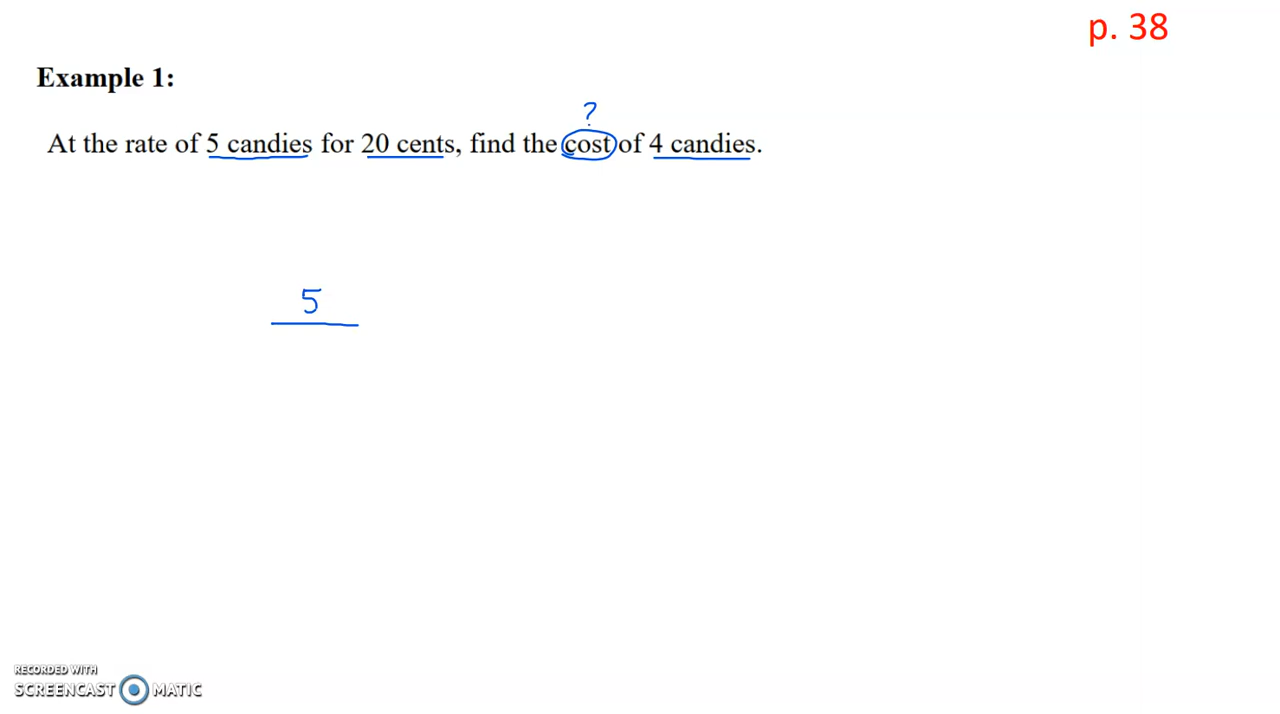 p. 38
Example 1:
?
At the rate of 5 candies for 20 cents, find the cost of 4 candies.
5
RECORDED WITH
SCREENCAST MATIC